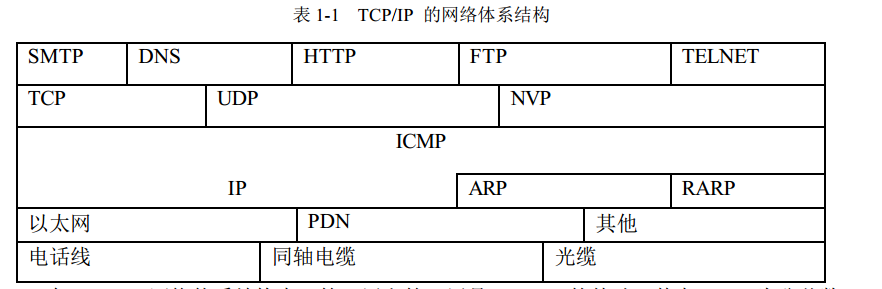 表 1-1 TCP/IP 的网络体系结构
SMTP DNS HTTP FTP TELNET
TCP UDP NVP
ICMP
IP ARP RARP
以太网 PDN 其他
电话线 同轴电缆 光缆